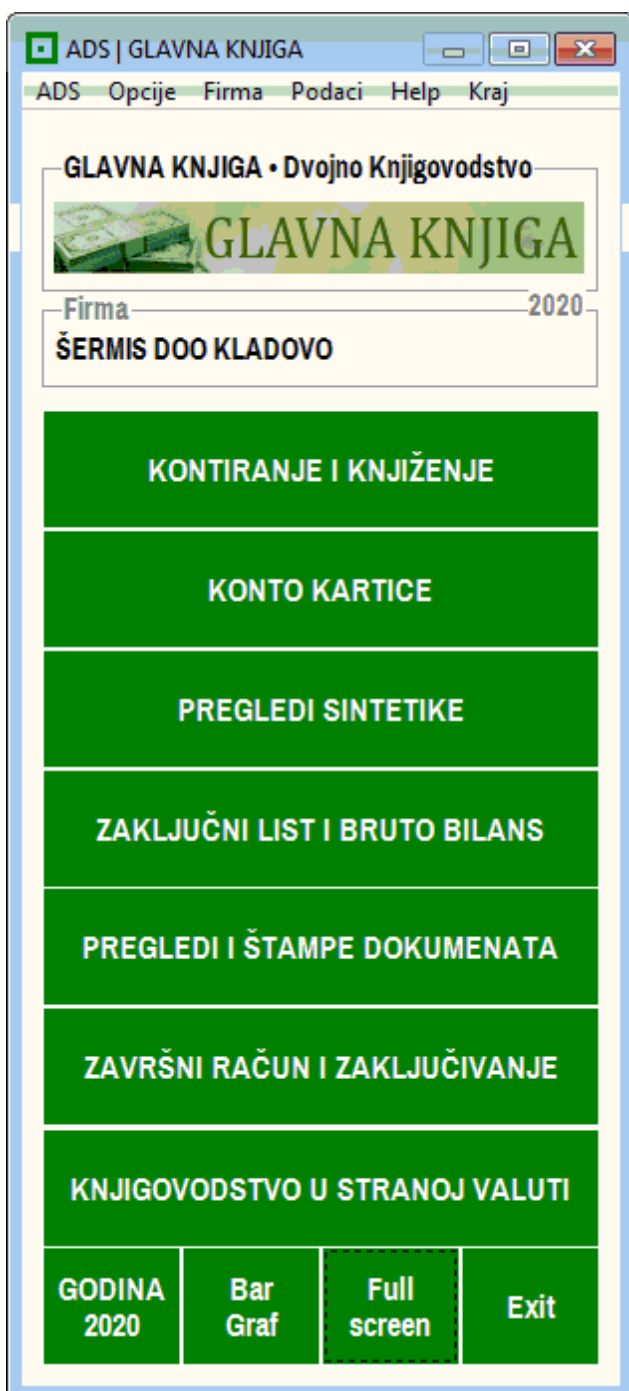 ADS | GLAVNA KNJIGA
ADS Opcije Firma Podaci Help Kraj
GLAVNA KNJIGA • Dvojno Knjigovodstvo
GLAVNA KNJIGA
Firma 2020
ŠERMIS DOO KLADOVO
KONTIRANJE I KNJIŽENJE
KONTO KARTICE
PREGLEDI SINTETIKE
ZAKLJUČNI LIST I BRUTO BILANS
PREGLEDI I ŠTAMPE DOKUMENATA
ZAVRŠNI RAČUN I ZAKLJUČIVANJE
KNJIGOVODSTVO U STRANOJ VALUTI
GODINA
2020
Bar
Graf
Full
screen
Exit